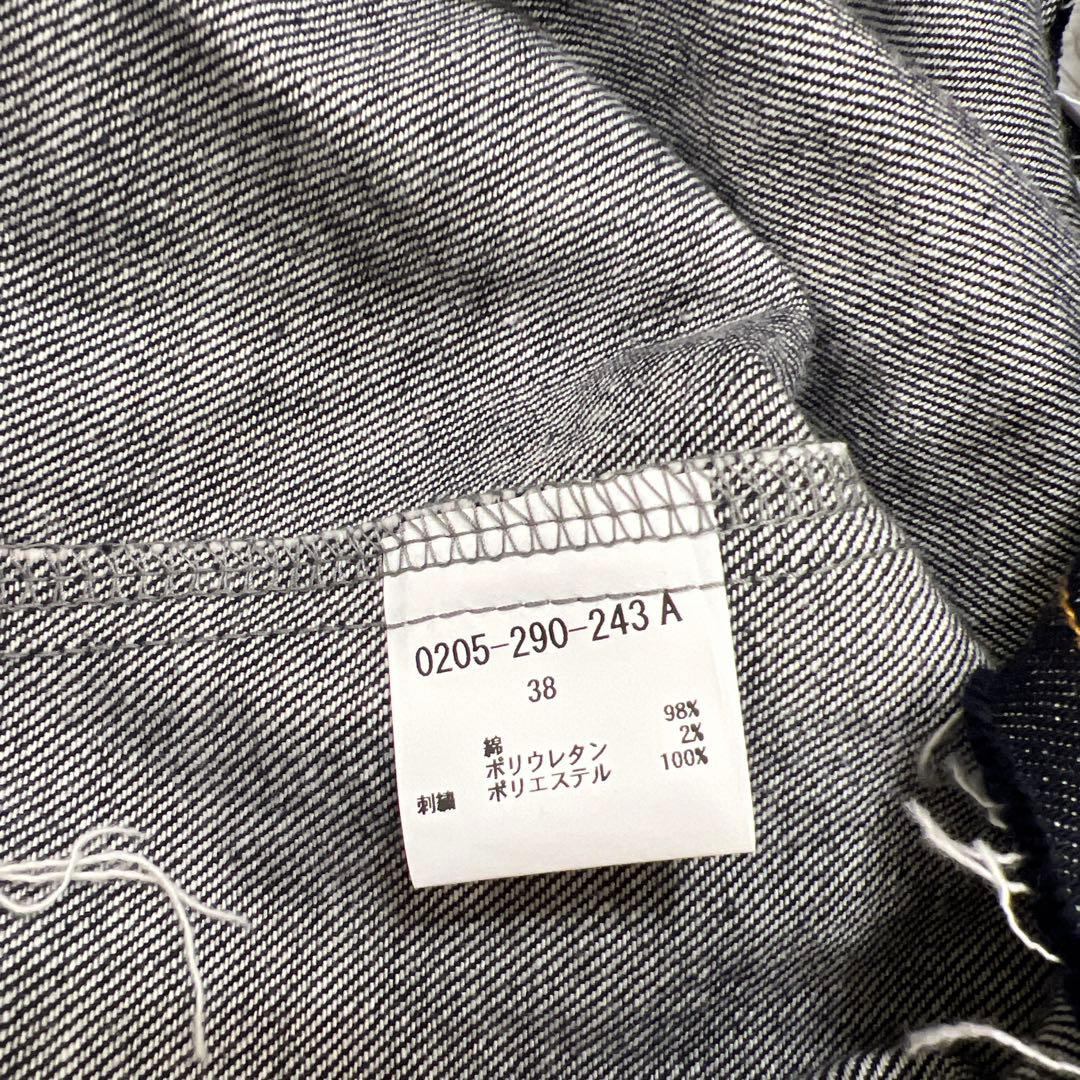 0205-290-243 A
38
綿 98%
ポリウレタン 2%
刺繍 ポリエステル 100%